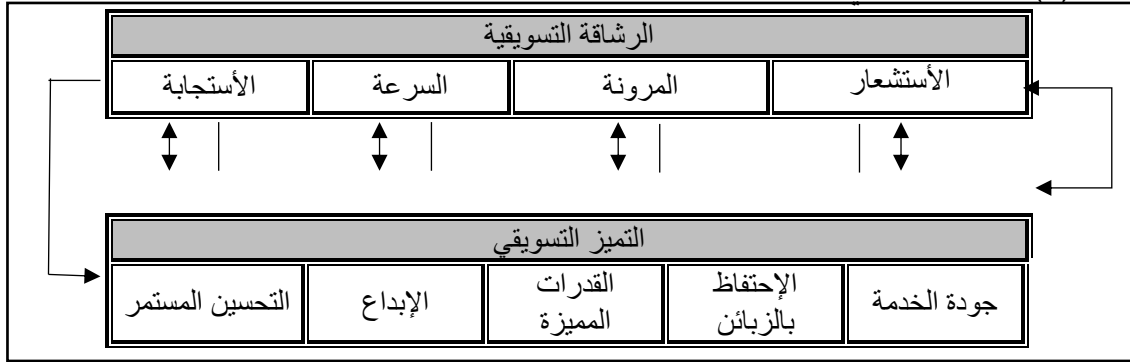 الرشاقة التسويقية
الأستشعار
المرونة
السرعة
الأستجابة
التميز التسويقي
جودة الخدمة
الإحتفاظ
بالزبائن
القدرات
المميزة
الإبداع
التحسين المستمر